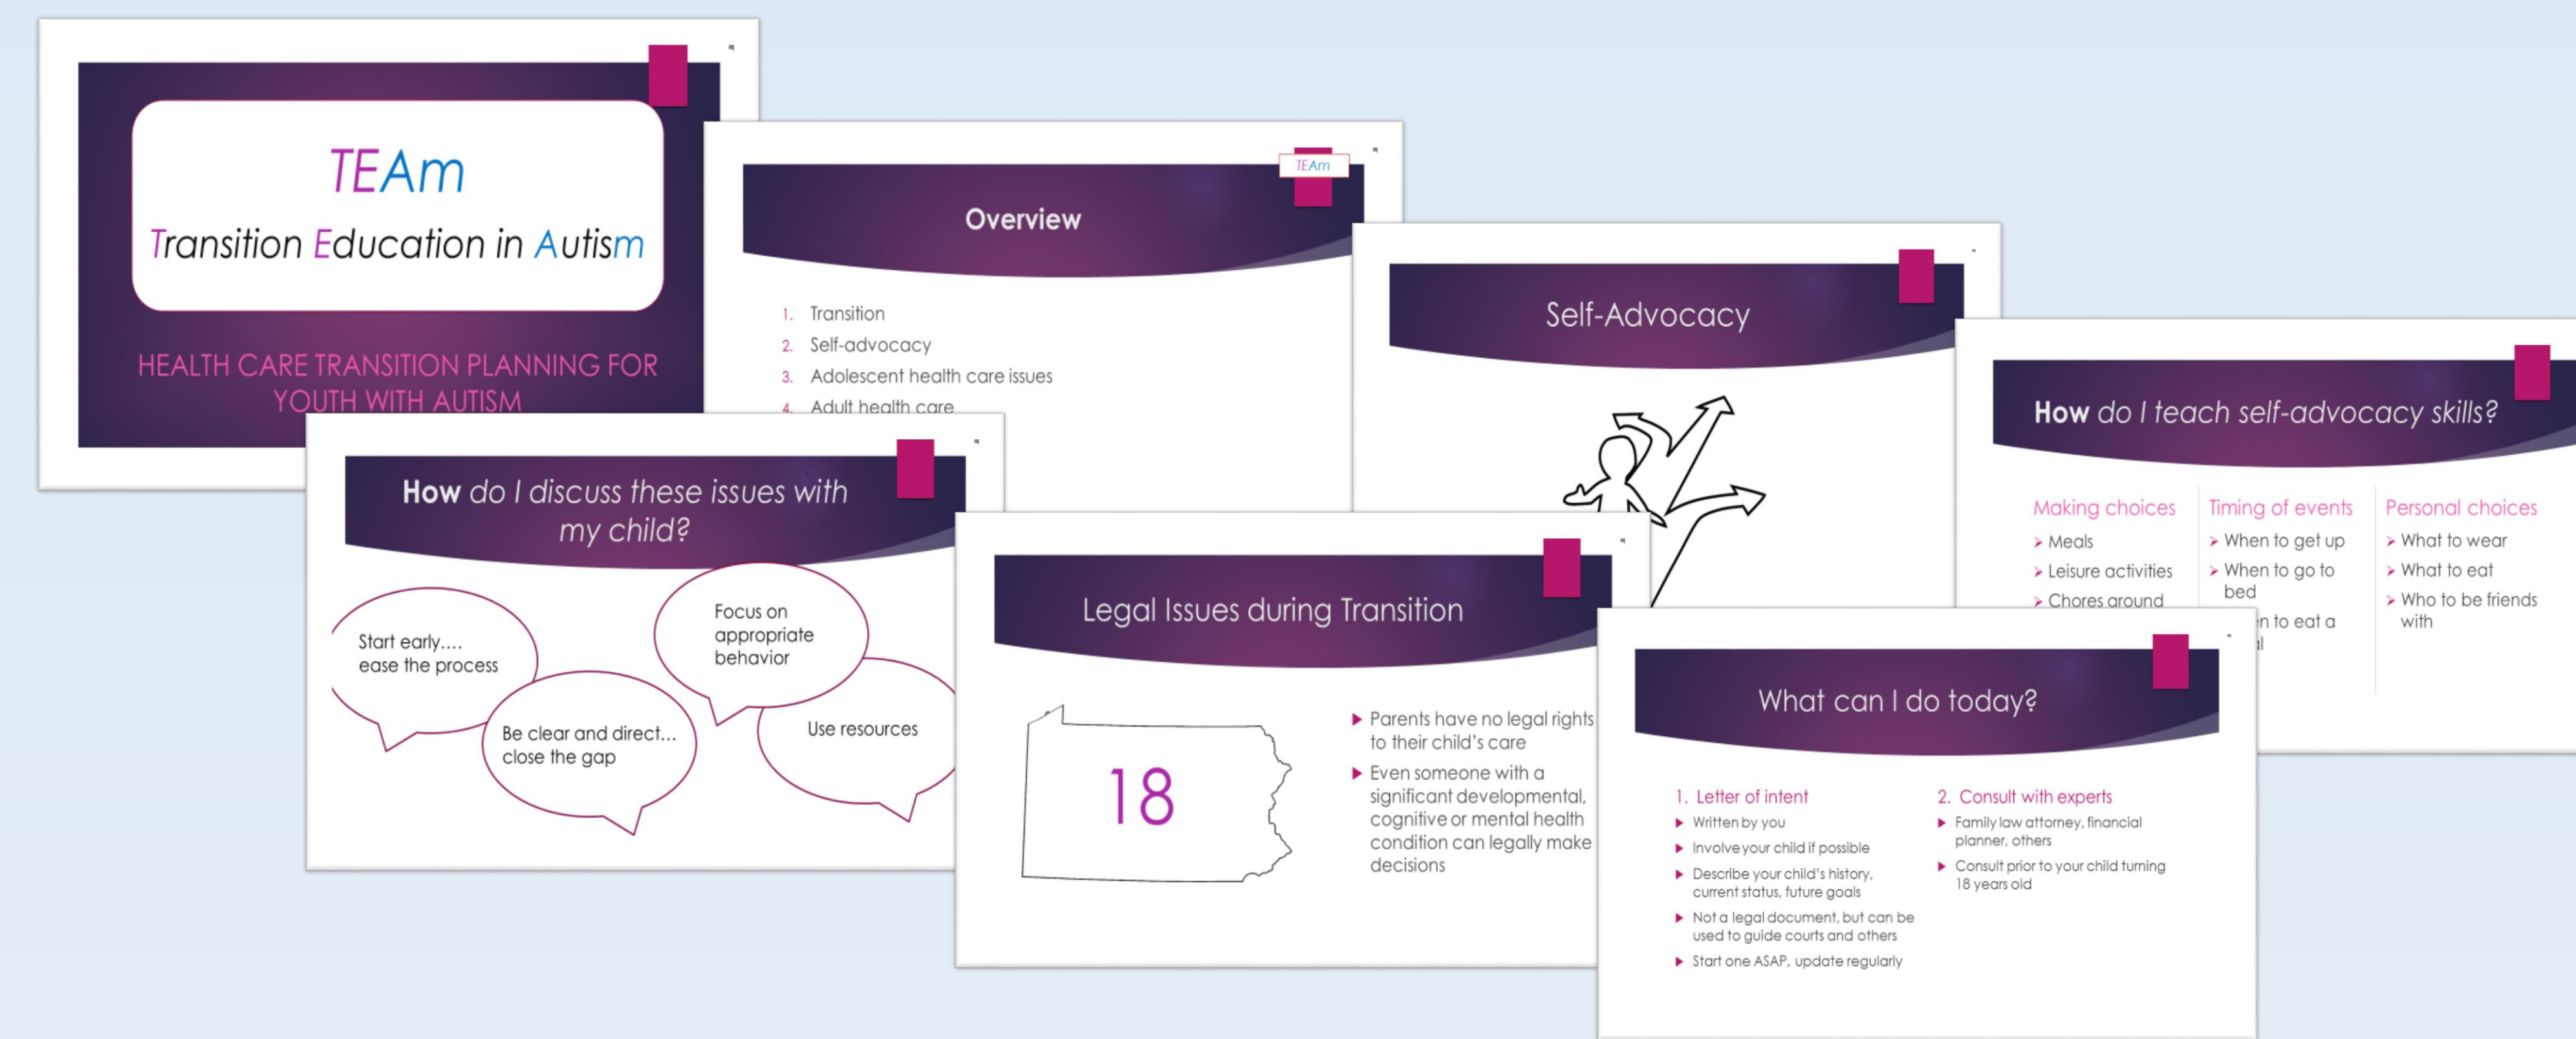 TEAm
Transition Education in Autism
HEALTH CARE TRANSITION PLANNING FOR
YOUTH WITH AUTISM
TEAm
Overview
1. Transition
2. Self-advocacy
3. Adolescent health care issues
4. Adult health care
Self-Advocacy
How do I teach self-advocacy skills?
Making choices
➢ Meals
➢ Leisure activities
➢ Chores around
Timing of events
➢ When to get up
➢ When to go to
bed
to eat a
Personal choices
➢ What to wear
➢ What to eat
➢ Who to be friends
with
How do I discuss these issues with
my child?
Start early....
ease the process
Be clear and direct...
close the gap
Focus on
appropriate
behavior
Use resources
Legal Issues during Transition
18
▶ Parents have no legal rights
to their child's care
▶ Even someone with a
significant developmental,
cognitive or mental health
condition can legally make
decisions
What can I do today?
1. Letter of intent
▶ Written by you
▶ Involve your child if possible
▶ Describe your child's history,
current status, future goals
▶ Not a legal document, but can be
used to guide courts and others
▶ Start one ASAP, update regularly
2. Consult with experts
▶ Family law attorney, financial
planner, others
▶ Consult prior to your child turning
18 years old